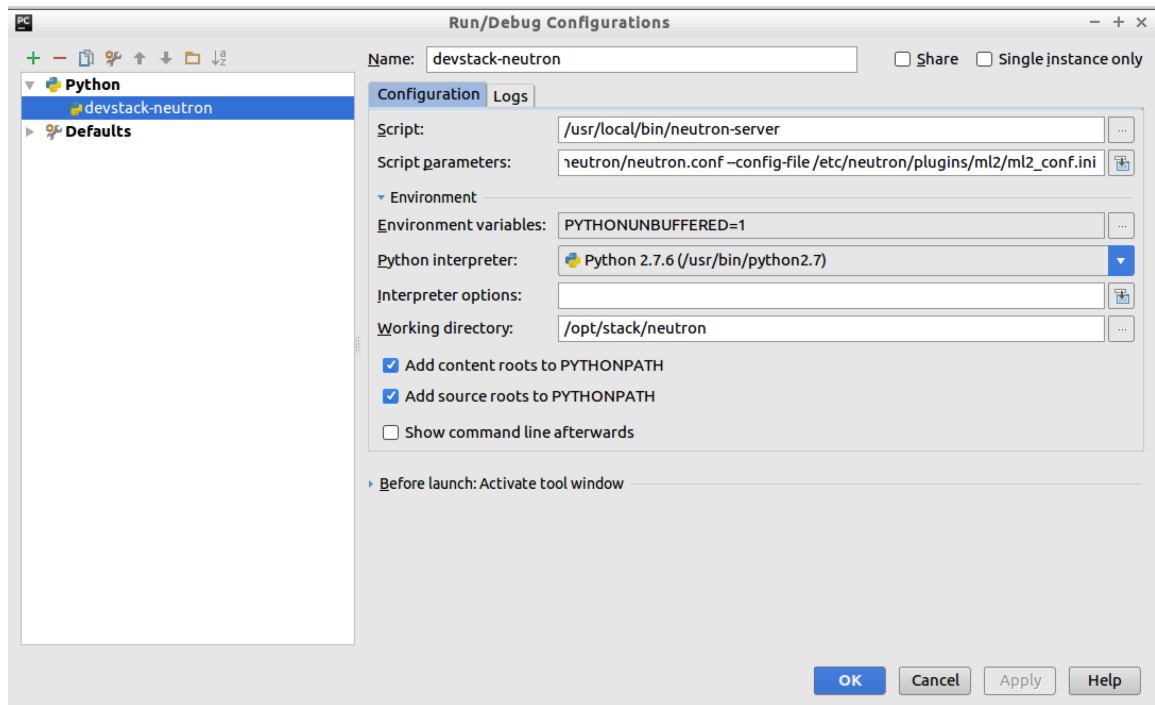 PC Run/Debug Configurations
Name: devstack-neutron Share Single instance only
Python
devstack-neutron
Defaults
Configuration Logs
Script: /usr/local/bin/neutron-server ...
Script parameters: neutron/neutron.conf --config-file /etc/neutron/plugins/ml2/ml2_conf.ini
Environment
Environment variables: PYTHONUNBUFFERED=1 ...
Python interpreter: Python 2.7.6 (/usr/bin/python2.7)
Interpreter options:
Working directory: /opt/stack/neutron ...
Add content roots to PYTHONPATH
Add source roots to PYTHONPATH
Show command line afterwards
Before launch: Activate tool window
OK Cancel Apply Help